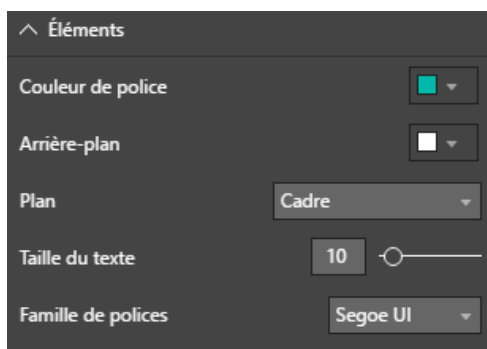 Éléments
Couleur de police
Arrière-plan
Plan Cadre
Taille du texte 10
Famille de polices Segoe UI